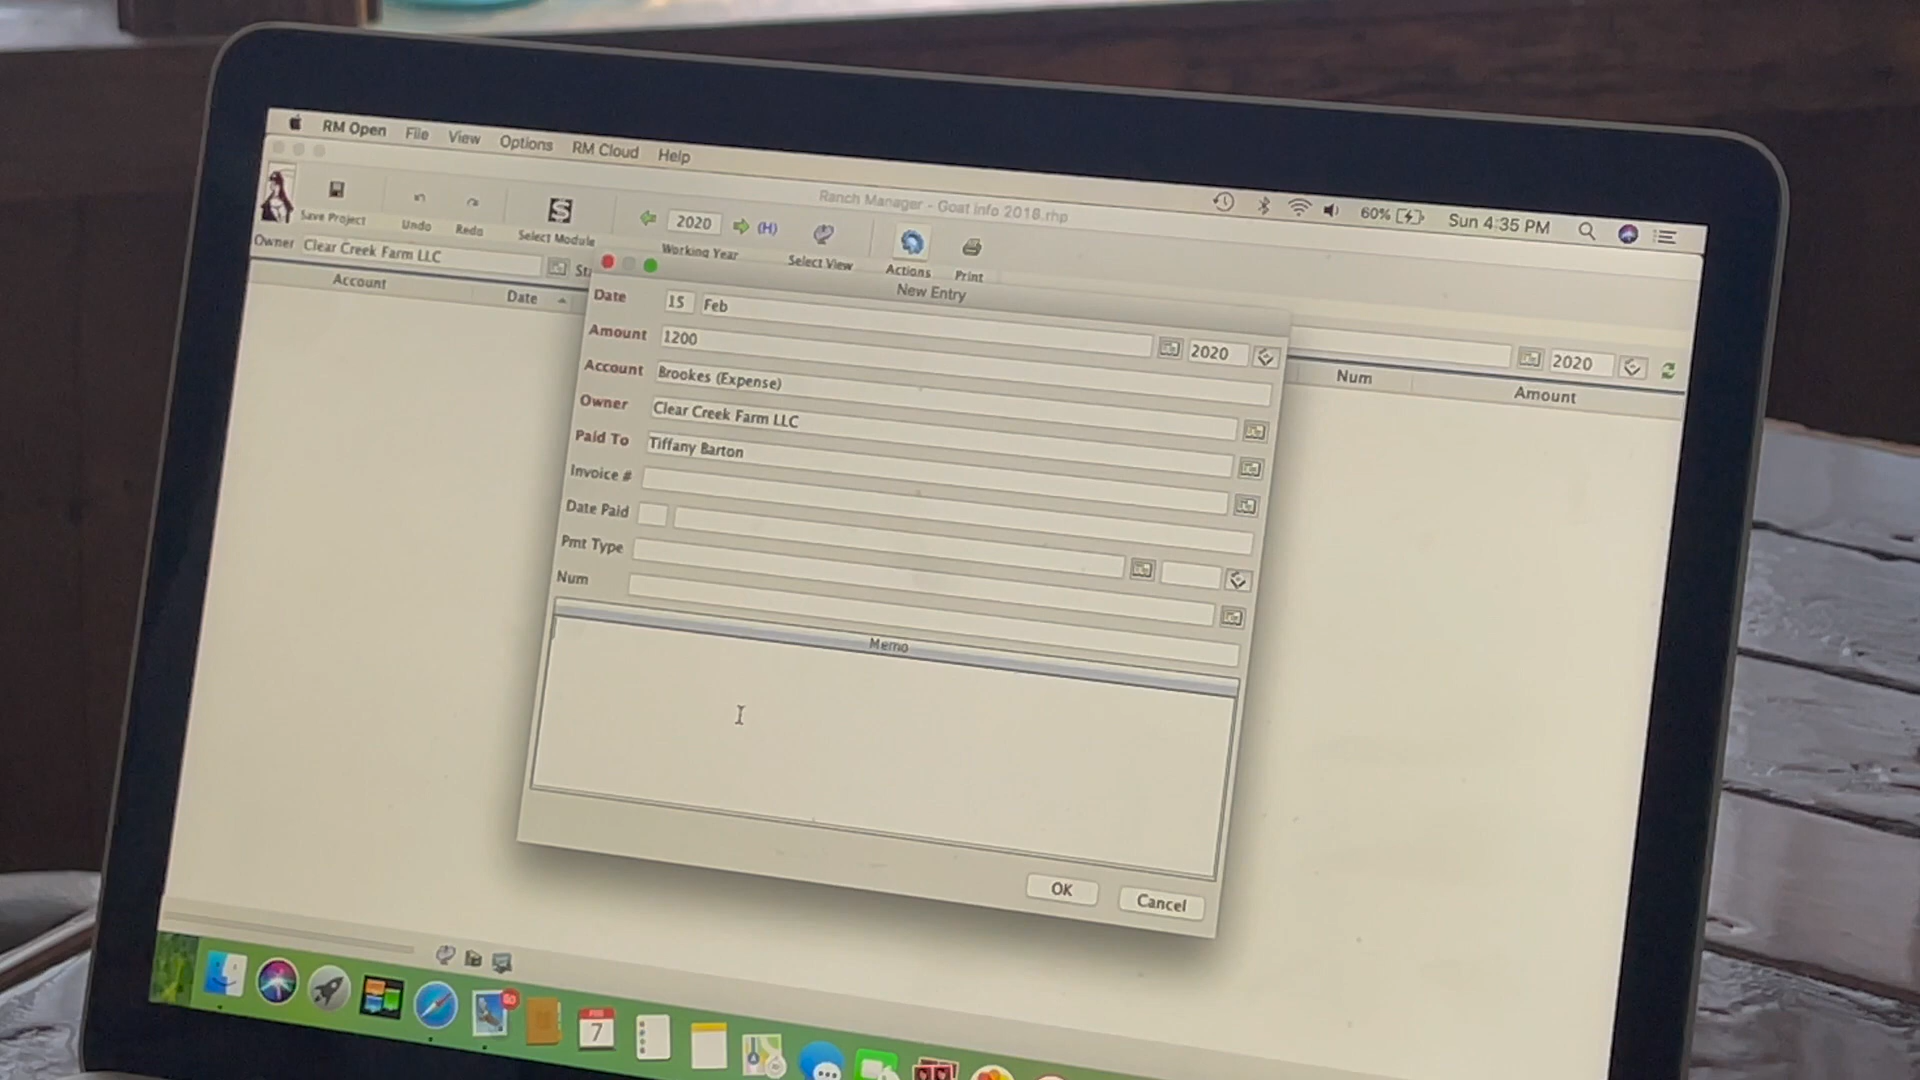 RM Open File View Options RM Cloud Help
60% Sun 4:35 PM
Ranch Manager - Goat Info 2018.rhp
Save Project Undo Redo Select Module 2020 (H) Working Year Select View Actions Print
Owner Clear Creek Farm LLC
2020
Account Date Num Amount
New Entry
Date 15 Feb 2020
Amount 1200
Account Brookes (Expense)
Owner Clear Creek Farm LLC
Paid To Tiffany Barton
Invoice #
Date Paid
Pmt Type
Num
Memo
OK Cancel
7